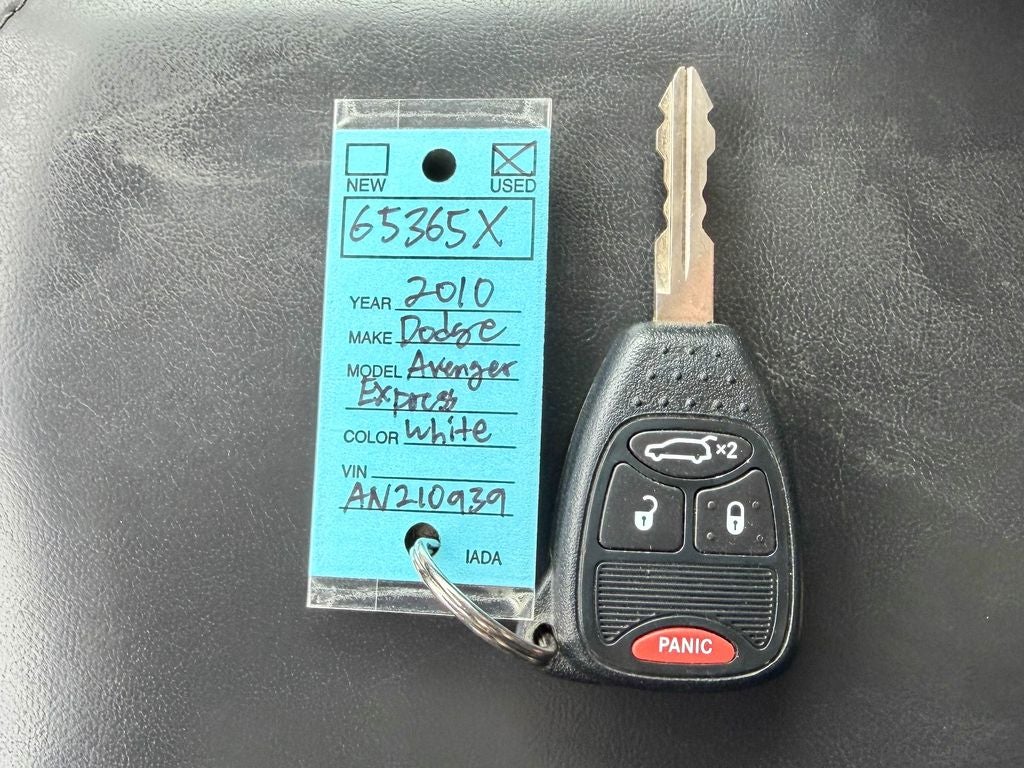 NEW USED
65365X
YEAR 2010
MAKE Dodge
MODEL Avenger
Express
COLOR white
VIN
AN210939
IADA
×2
PANIC